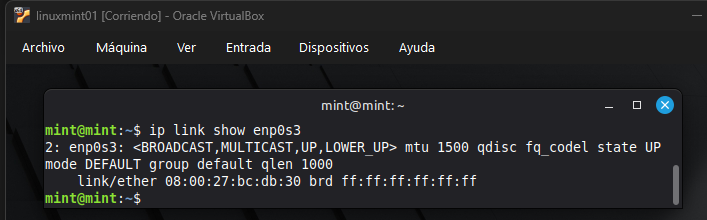 linuxmint01 [Corriendo] - Oracle VirtualBox
Archivo Máquina Ver Entrada Dispositivos Ayuda
mint@mint: ~
mint@mint:~$ ip link show enp0s3
2: enp0s3: <BROADCAST,MULTICAST,UP,LOWER_UP> mtu 1500 qdisc fq_codel state UP
mode DEFAULT group default qlen 1000
    link/ether 08:00:27:bc:db:30 brd ff:ff:ff:ff:ff:ff
mint@mint:~$